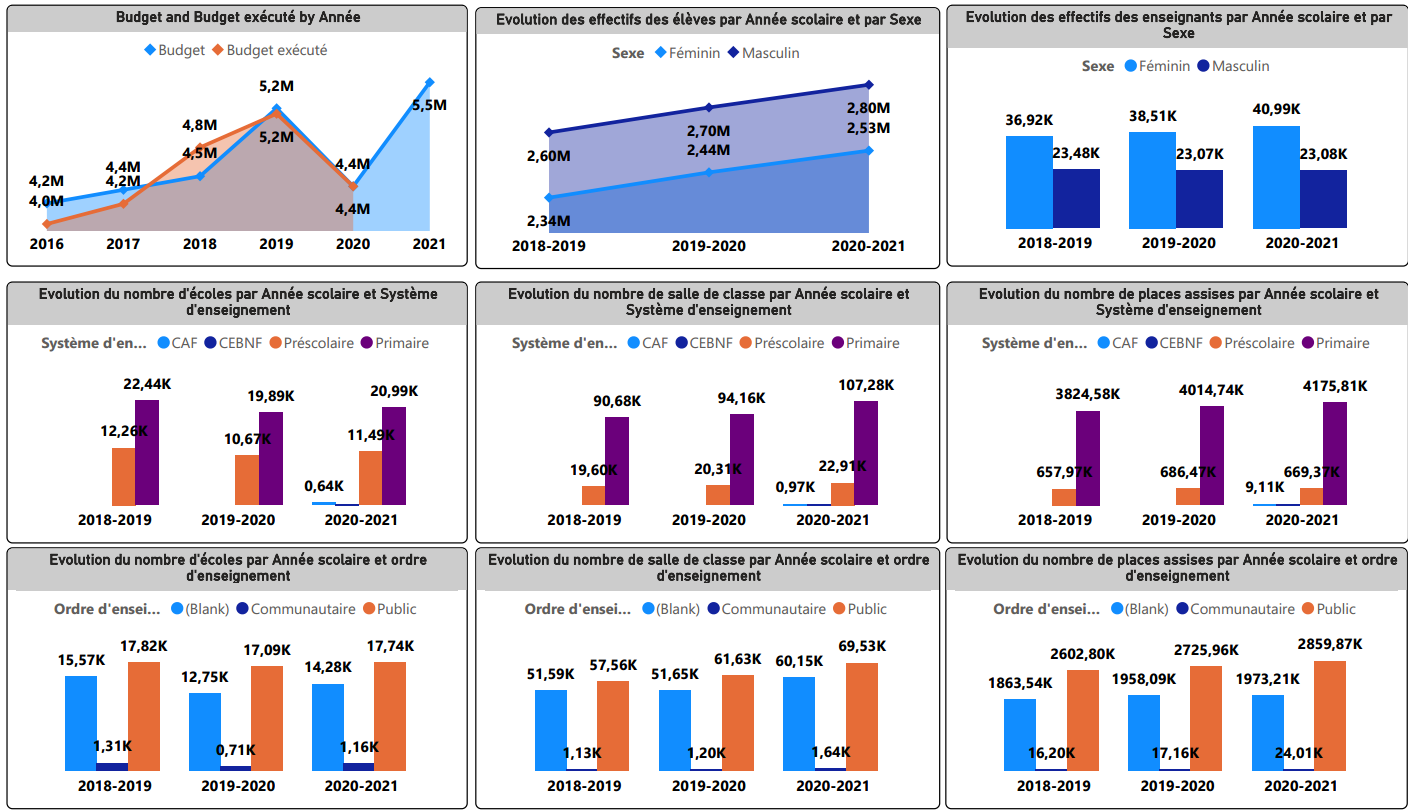 Budget and Budget exécuté by Année
Budget Budget exécuté
5,2M
5,5M
4,8M
5,2M
4,5M
4,4M
4,4M
4,2M
4,2M
4,0M
4,4M
2016 2017 2018 2019 2020 2021
Evolution des effectifs des élèves par Année scolaire et par Sexe
Sexe Féminin Masculin
2,80M
2,70M
2,53M
2,60M
2,44M
2,34M
2018-2019 2019-2020 2020-2021
Evolution des effectifs des enseignants par Année scolaire et par
Sexe
Sexe Féminin Masculin
36,92K 38,51K 40,99K
23,48K 23,07K 23,08K
2018-2019 2019-2020 2020-2021
Evolution du nombre d'écoles par Année scolaire et Système
d'enseignement
Système d'en... CAF CEBNF Préscolaire Primaire
22,44K 19,89K 20,99K
12,26K 10,67K 11,49K
0,64K
2018-2019 2019-2020 2020-2021
Evolution du nombre de salle de classe par Année scolaire et
Système d'enseignement
Système d'en... CAF CEBNF Préscolaire Primaire
90,68K 94,16K 107,28K
19,60K 20,31K 22,91K
0,97K
2018-2019 2019-2020 2020-2021
Evolution du nombre de places assises par Année scolaire et
Système d'enseignement
Système d'en... CAF CEBNF Préscolaire Primaire
3824,58K 4014,74K 4175,81K
657,97K 686,47K 669,37K
9,11K
2018-2019 2019-2020 2020-2021
Evolution du nombre d'écoles par Année scolaire et ordre
d'enseignement
Ordre d'ensei... (Blank) Communautaire Public
15,57K 17,82K 12,75K 17,09K 14,28K 17,74K
1,31K 0,71K 1,16K
2018-2019 2019-2020 2020-2021
Evolution du nombre de salle de classe par Année scolaire et ordre
d'enseignement
Ordre d'ensei... (Blank) Communautaire Public
51,59K 57,56K 51,65K 61,63K 60,15K 69,53K
1,13K 1,20K 1,64K
2018-2019 2019-2020 2020-2021
Evolution du nombre de places assises par Année scolaire et ordre
d'enseignement
Ordre d'ensei... (Blank) Communautaire Public
1863,54K 2602,80K 1958,09K 2725,96K 1973,21K 2859,87K
16,20K 17,16K 24,01K
2018-2019 2019-2020 2020-2021